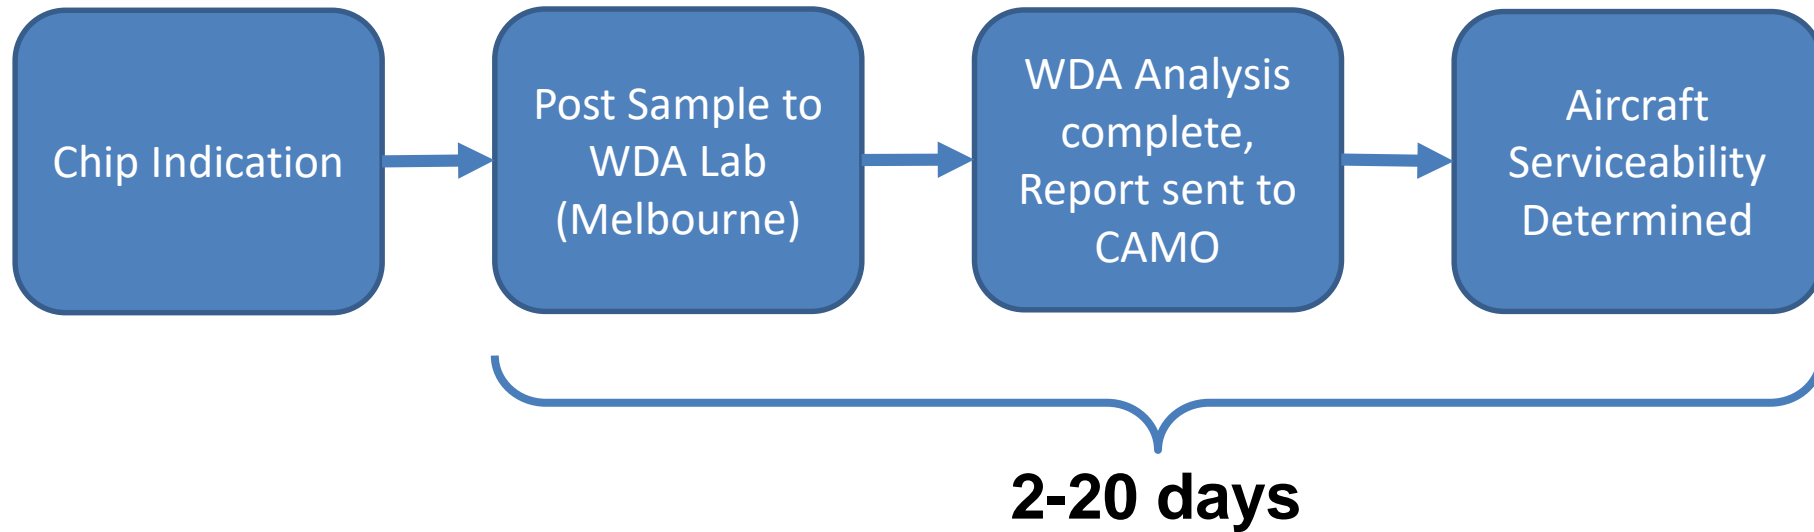 Chip Indication
Post Sample to
WDA Lab
(Melbourne)
WDA Analysis
complete,
Report sent to
CAMO
Aircraft
Serviceability
Determined
2-20 days